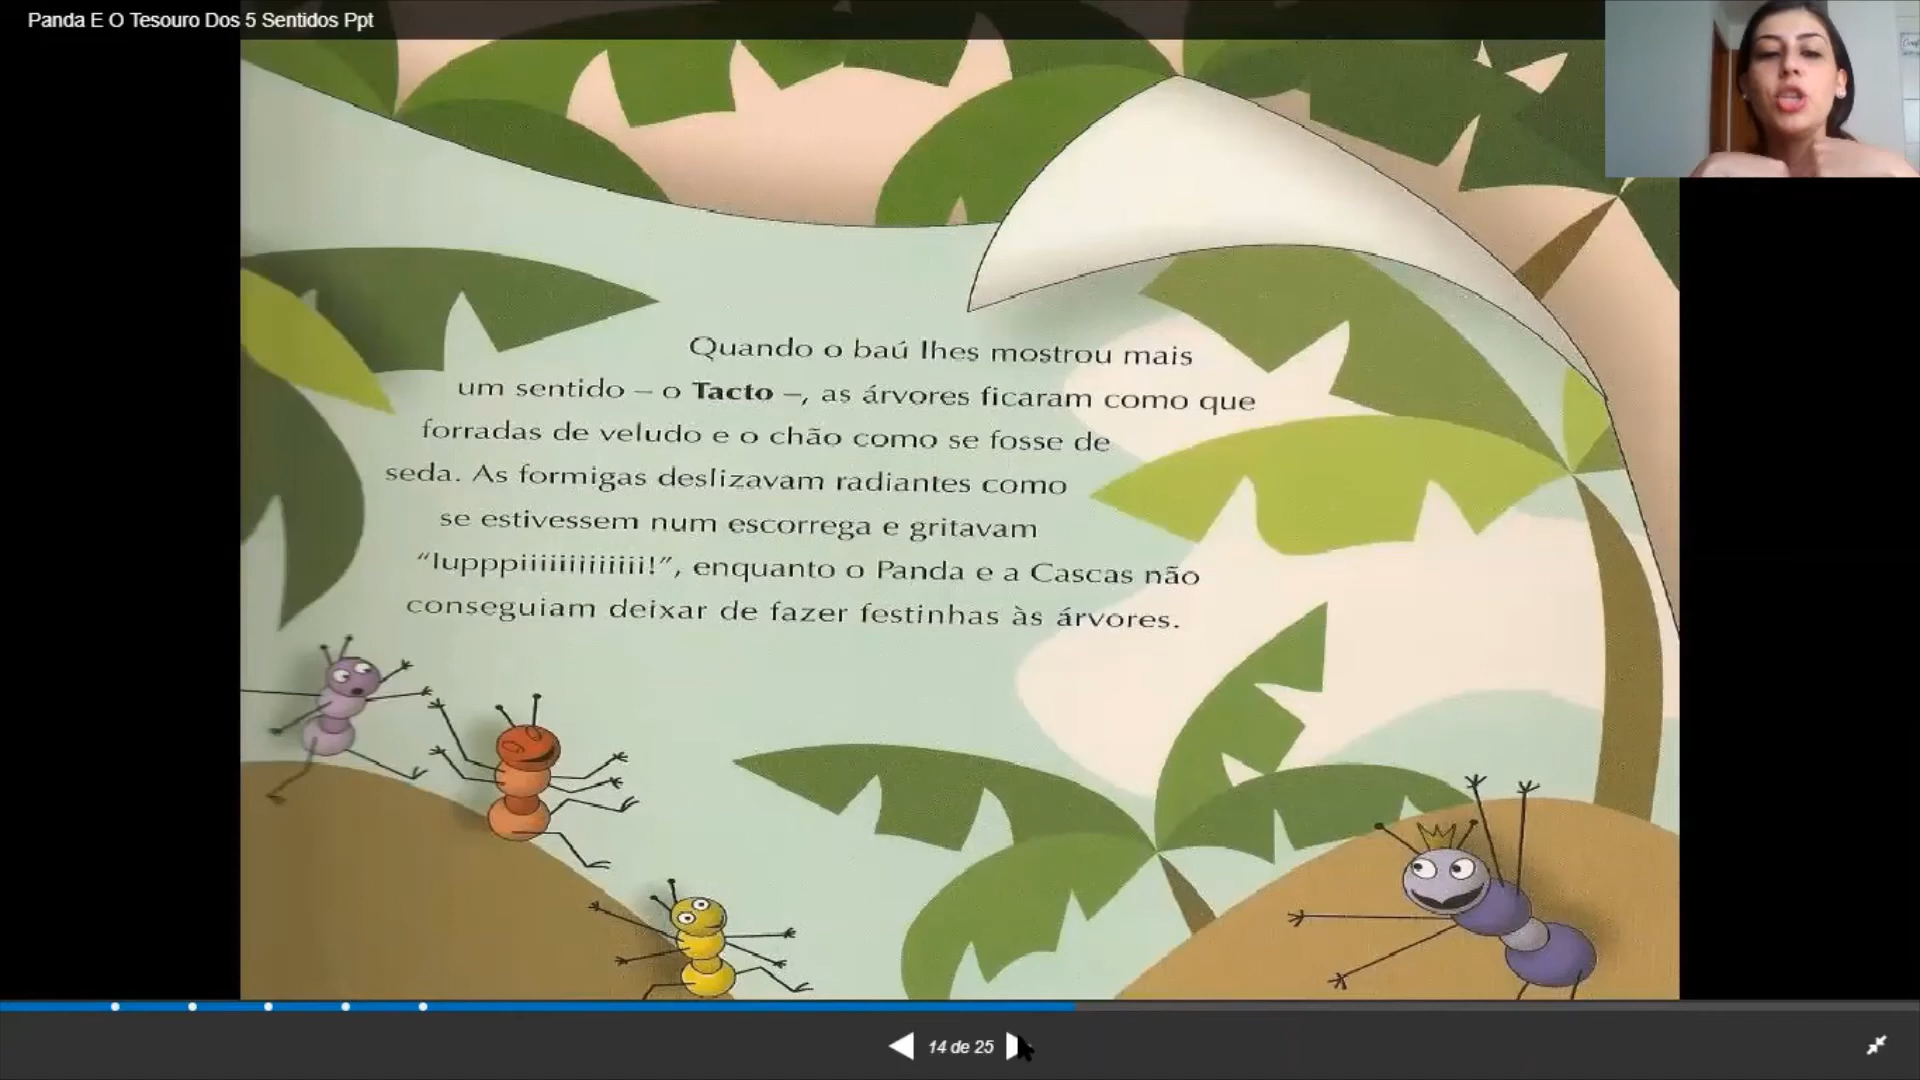 Panda E O Tesouro Dos 5 Sentidos Ppt
Quando o baú lhes mostrou mais
um sentido – o Tacto –, as árvores ficaram como que
forradas de veludo e o chão como se fosse de
seda. As formigas deslizavam radiantes como
se estivessem num escorrega e gritavam
“Iupppiiiiiiiiiiiiii!”, enquanto o Panda e a Cascas não
conseguiam deixar de fazer festinhas às árvores.
14 de 25